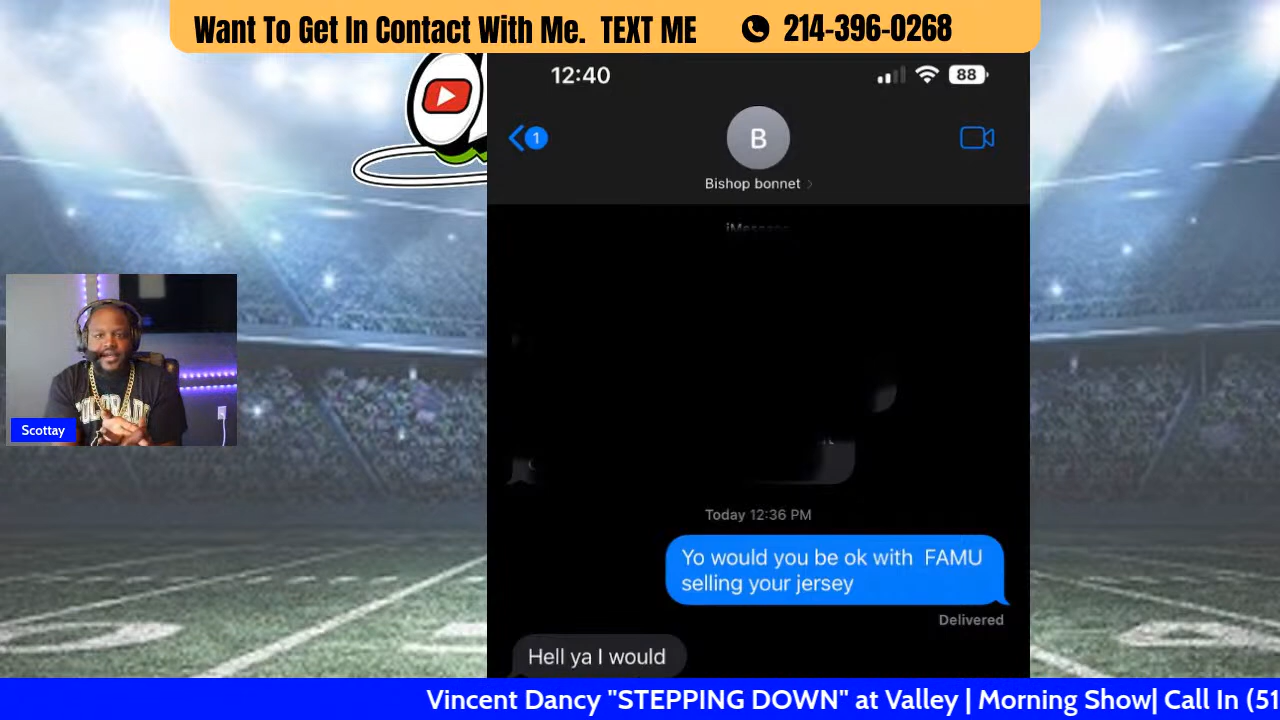 Want To Get In Contact With Me. TEXT ME 214-396-0268
12:40
88
1
B
Bishop bonnet
Today 12:36 PM
Yo would you be ok with FAMU
selling your jersey
Delivered
Hell ya I would
Scottay
Vincent Dancy "STEPPING DOWN" at Valley | Morning Show| Call In (51